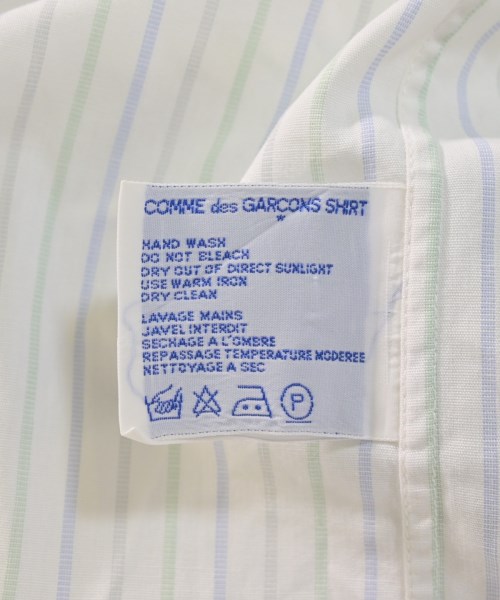 COMME des GARCONS SHIRT
*
HAND WASH
DO NOT BLEACH
DRY OUT OF DIRECT SUNLIGHT
USE WARM IRON
DRY CLEAN
LAVAGE MAINS
JAVEL INTERDIT
SECHAGE A L'OMBRE
REPASSAGE TEMPERATURE MODEREE
NETTOYAGE A SEC
P